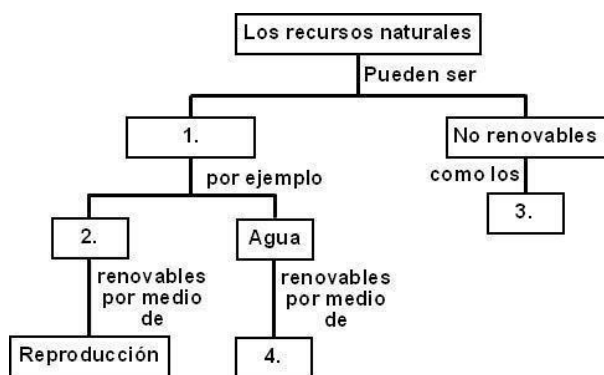 Los recursos naturales
Pueden ser
1.
No renovables
por ejemplo
como los
2.
Agua
3.
renovables
por medio
de
renovables
por medio
de
Reproducción
4.